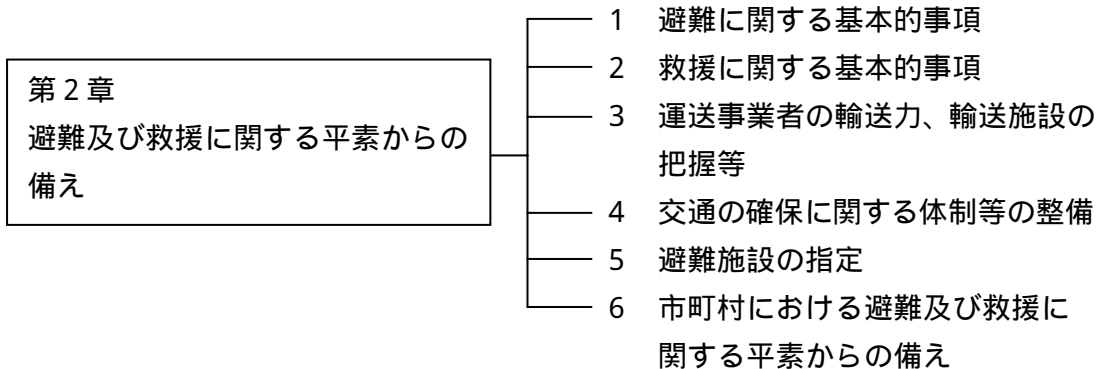 第２章
避難及び救援に関する平素からの
備え
1 避難に関する基本的事項
2 救援に関する基本的事項
3 運送事業者の輸送力、輸送施設の
把握等
4 交通の確保に関する体制等の整備
5 避難施設の指定
6 市町村における避難及び救援に
関する平素からの備え